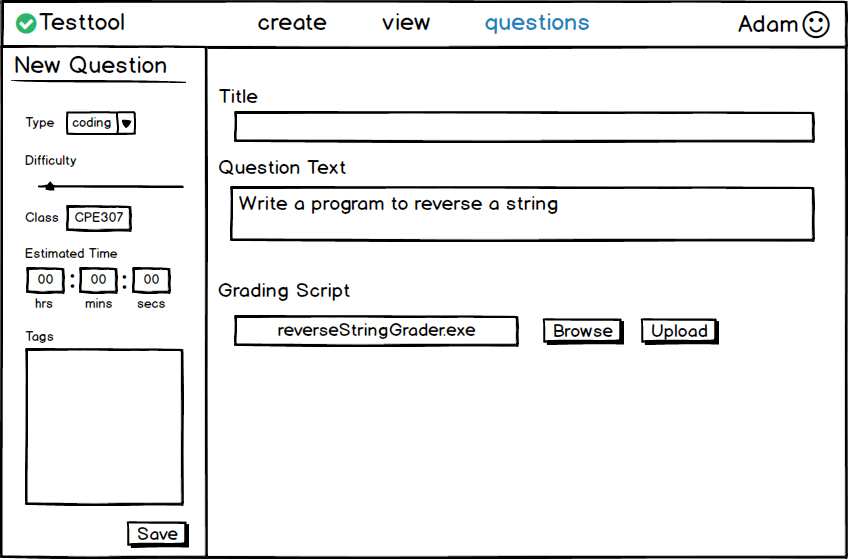 Testtool create view questions Adam
New Question
Type coding
Difficulty
Class CPE307
Estimated Time
00 : 00 : 00
hrs mins secs
Tags
Save
Title
Question Text
Write a program to reverse a string
Grading Script
reverseStringGrader.exe Browse Upload